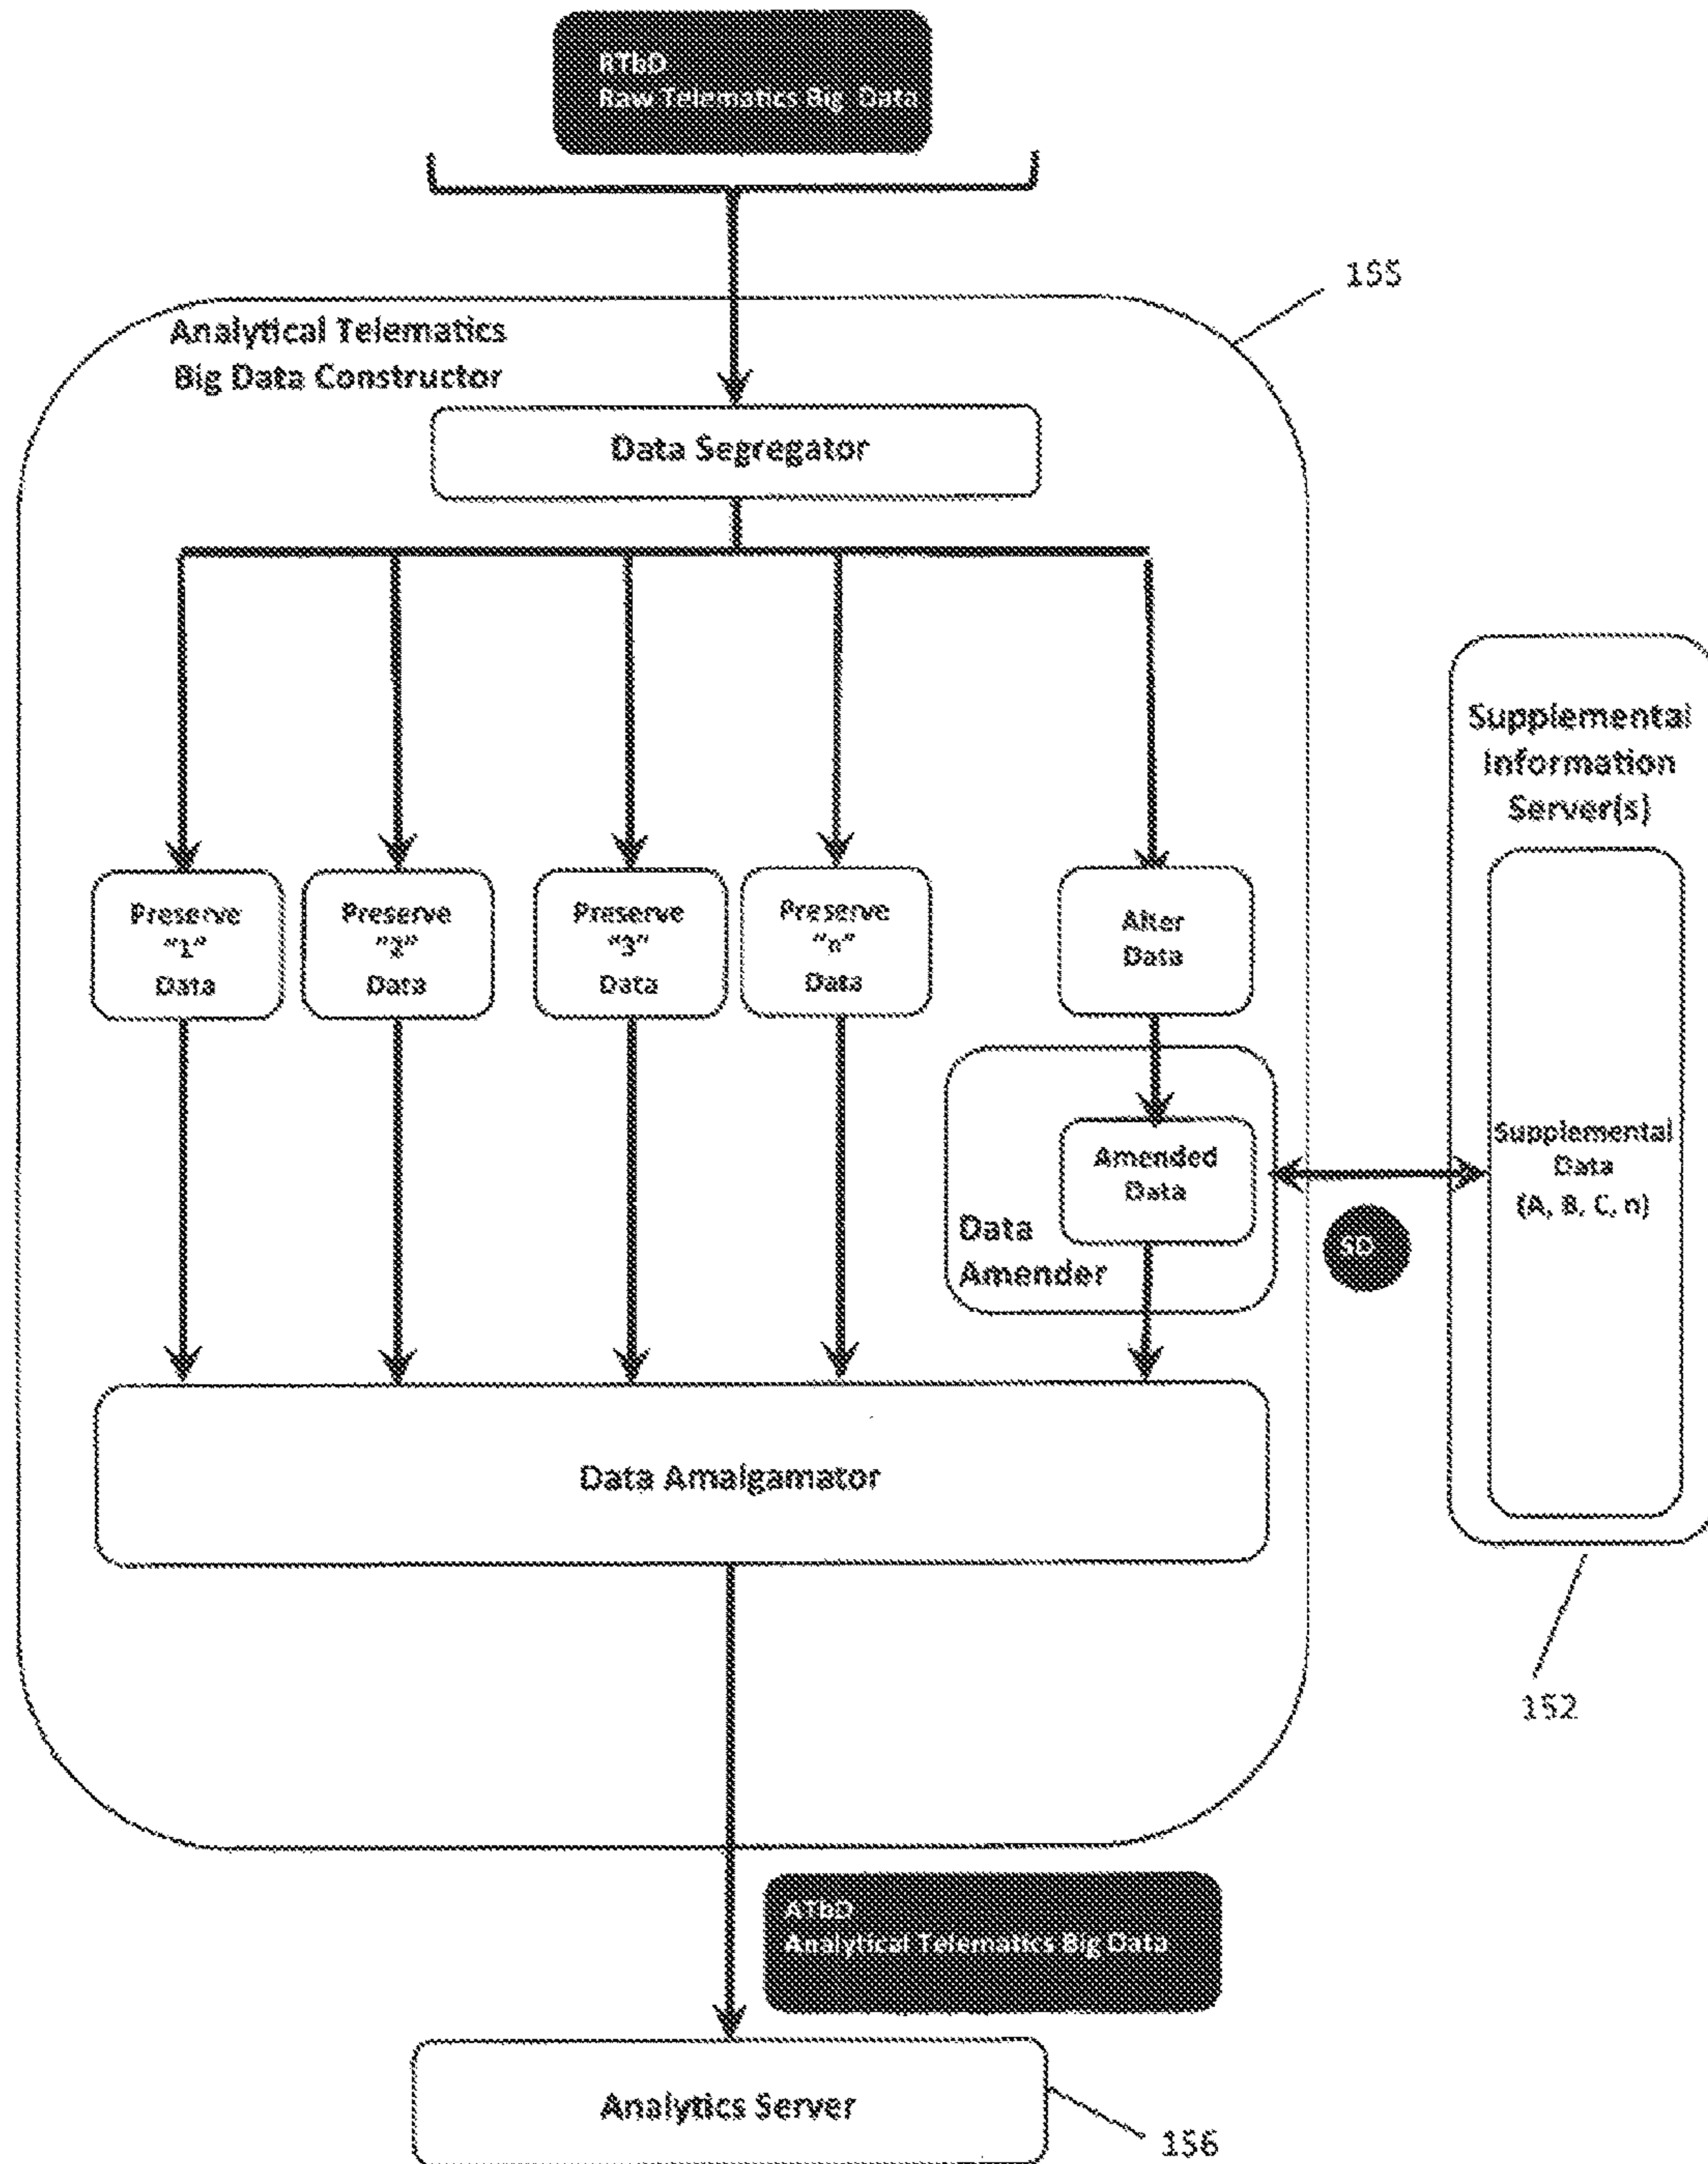 RTbD
Raw Telematics Big Data
155
Analytical Telematics
Big Data Constructor
Data Segregator
Supplemental
Information
Server(s)
Preserve
"1"
Data
Preserve
"2"
Data
Preserve
"3"
Data
Preserve
"n"
Data
Alter
Data
Amended
Data
Data
Amender
Supplemental
Data
(A, B, C, n)
SD
Data Amalgamator
152
ATbD
Analytical Telematics Big Data
Analytics Server
156